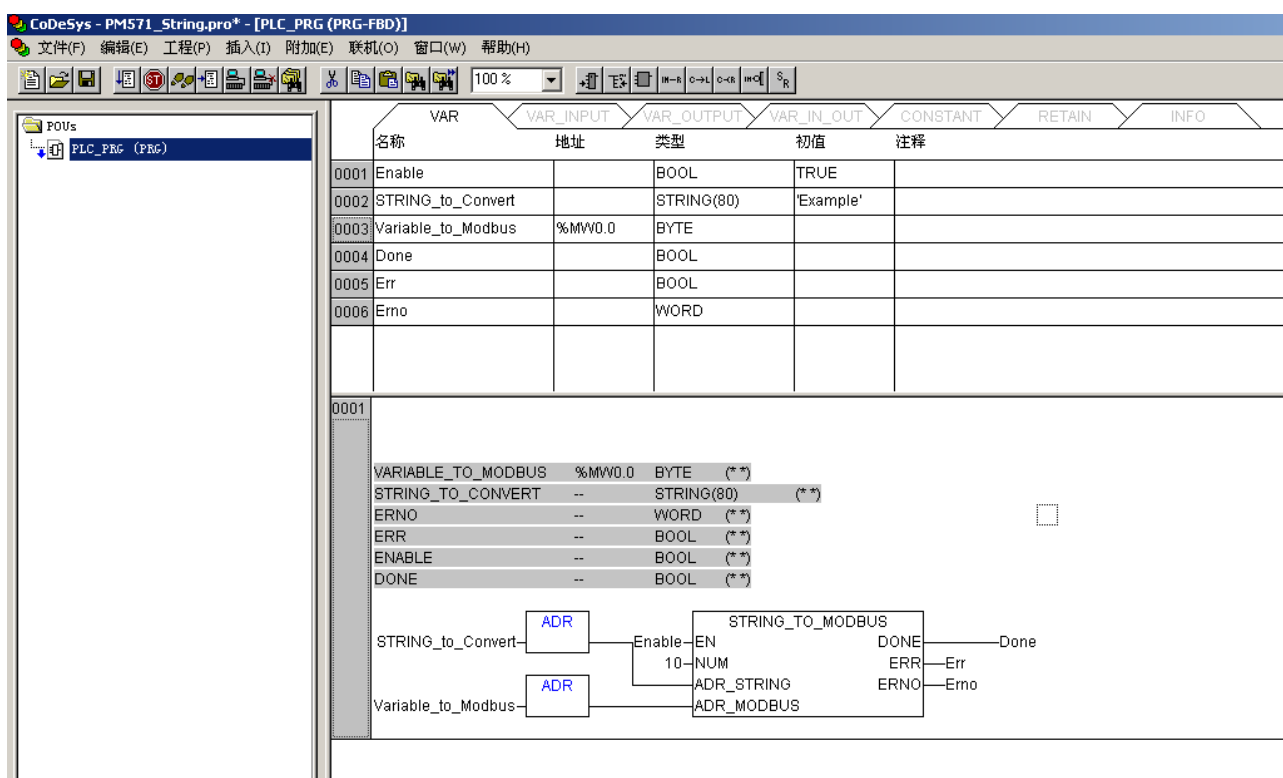 CoDeSys - PM571_String.pro* - [PLC_PRG (PRG-FBD)]
文件(F) 编辑(E) 工程(P) 插入(I) 附加(E) 联机(O) 窗口(W) 帮助(H)
100 %
POUs
PLC_PRG (PRG)
VAR VAR_INPUT VAR_OUTPUT VAR_IN_OUT CONSTANT RETAIN INFO
名称 地址 类型 初值 注释
0001 Enable BOOL TRUE
0002 STRING_to_Convert STRING(80) 'Example'
0003 Variable_to_Modbus %MW0.0 BYTE
0004 Done BOOL
0005 Err BOOL
0006 Erno WORD
0001
VARIABLE_TO_MODBUS %MW0.0 BYTE (* *)
STRING_TO_CONVERT -- STRING(80) (* *)
ERNO -- WORD (* *)
ERR -- BOOL (* *)
ENABLE -- BOOL (* *)
DONE -- BOOL (* *)
ADR STRING_TO_MODBUS
STRING_to_Convert Enable EN DONE Done
10 NUM ERR Err
ADR ADR_STRING ERNO Erno
Variable_to_Modbus ADR_MODBUS